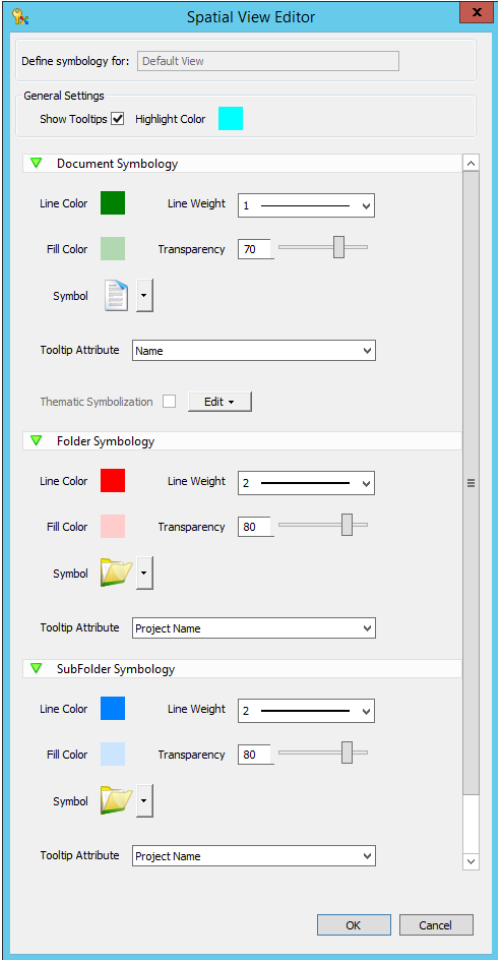 Spatial View Editor
x
Define symbology for: Default View
General Settings
Show Tooltips Highlight Color
Document Symbology
Line Color Line Weight 1
Fill Color Transparency 70
Symbol
Tooltip Attribute Name
Thematic Symbolization Edit
Folder Symbology
Line Color Line Weight 2
Fill Color Transparency 80
Symbol
Tooltip Attribute Project Name
SubFolder Symbology
Line Color Line Weight 2
Fill Color Transparency 80
Symbol
Tooltip Attribute Project Name
OK Cancel